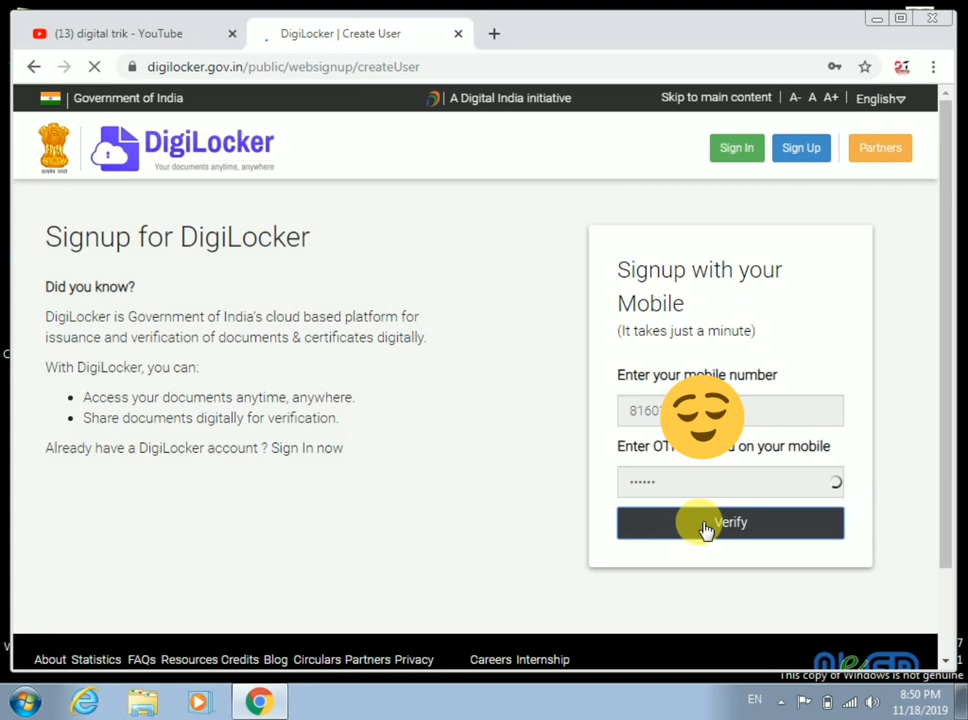 (13) digital trik - YouTube
DigiLocker | Create User
digilocker.gov.in/public/websignup/createUser
Government of India
A Digital India initiative
Skip to main content | A- A A+ | English
DigiLocker
Your documents anytime, anywhere
Sign In
Sign Up
Partners
Signup for DigiLocker
Did you know?
DigiLocker is Government of India's cloud based platform for
issuance and verification of documents & certificates digitally.
With DigiLocker, you can:
• Access your documents anytime, anywhere.
• Share documents digitally for verification.
Already have a DigiLocker account ? Sign In now
Signup with your
Mobile
(It takes just a minute)
Enter your mobile number
8160
Enter on your mobile
••••••
Verify
About Statistics FAQs Resources Credits Blog Circulars Partners Privacy
Careers Internship
This copy of Windows is not genuine
EN
8:50 PM
11/18/2019